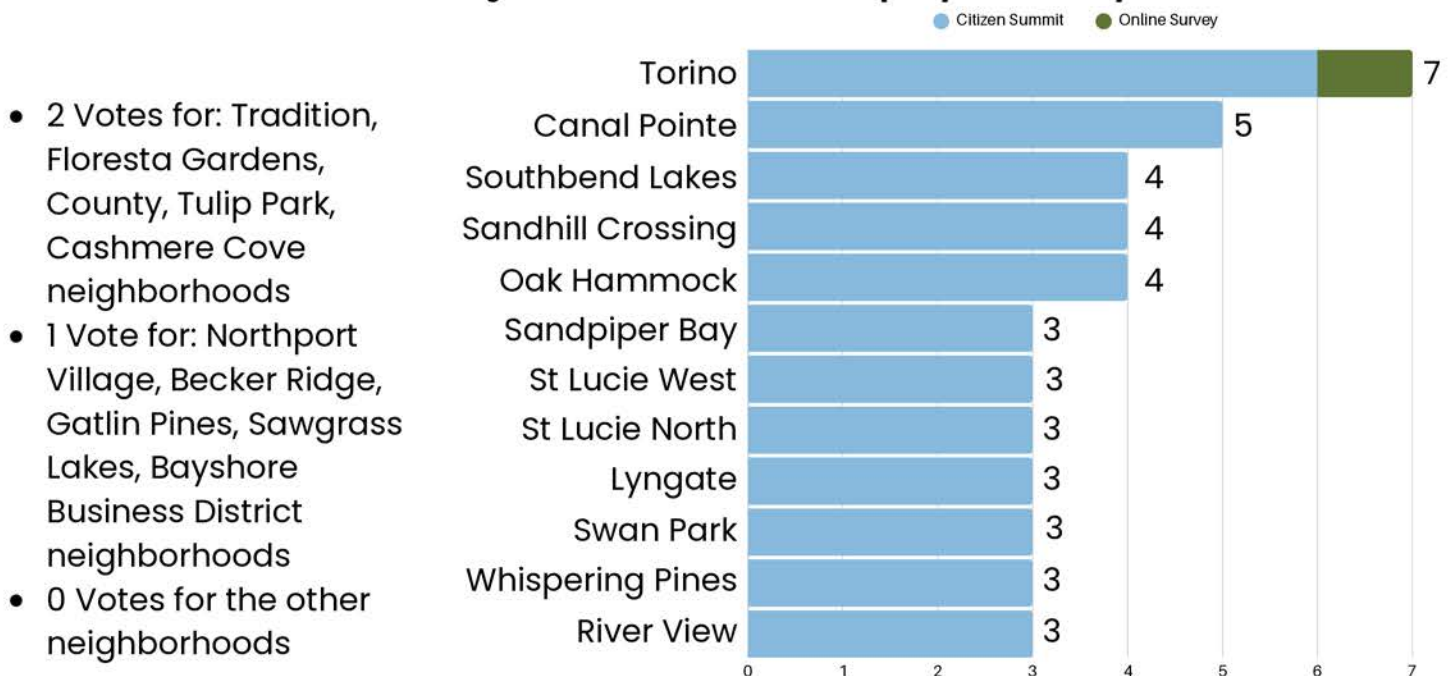 Citizen Summit
Online Survey
• 2 Votes for: Tradition,
Floresta Gardens,
County, Tulip Park,
Cashmere Cove
neighborhoods
• 1 Vote for: Northport
Village, Becker Ridge,
Gatlin Pines, Sawgrass
Lakes, Bayshore
Business District
neighborhoods
• 0 Votes for the other
neighborhoods
Torino 7
Canal Pointe 5
Southbend Lakes 4
Sandhill Crossing 4
Oak Hammock 4
Sandpiper Bay 3
St Lucie West 3
St Lucie North 3
Lyngate 3
Swan Park 3
Whispering Pines 3
River View 3
0 1 2 3 4 5 6 7